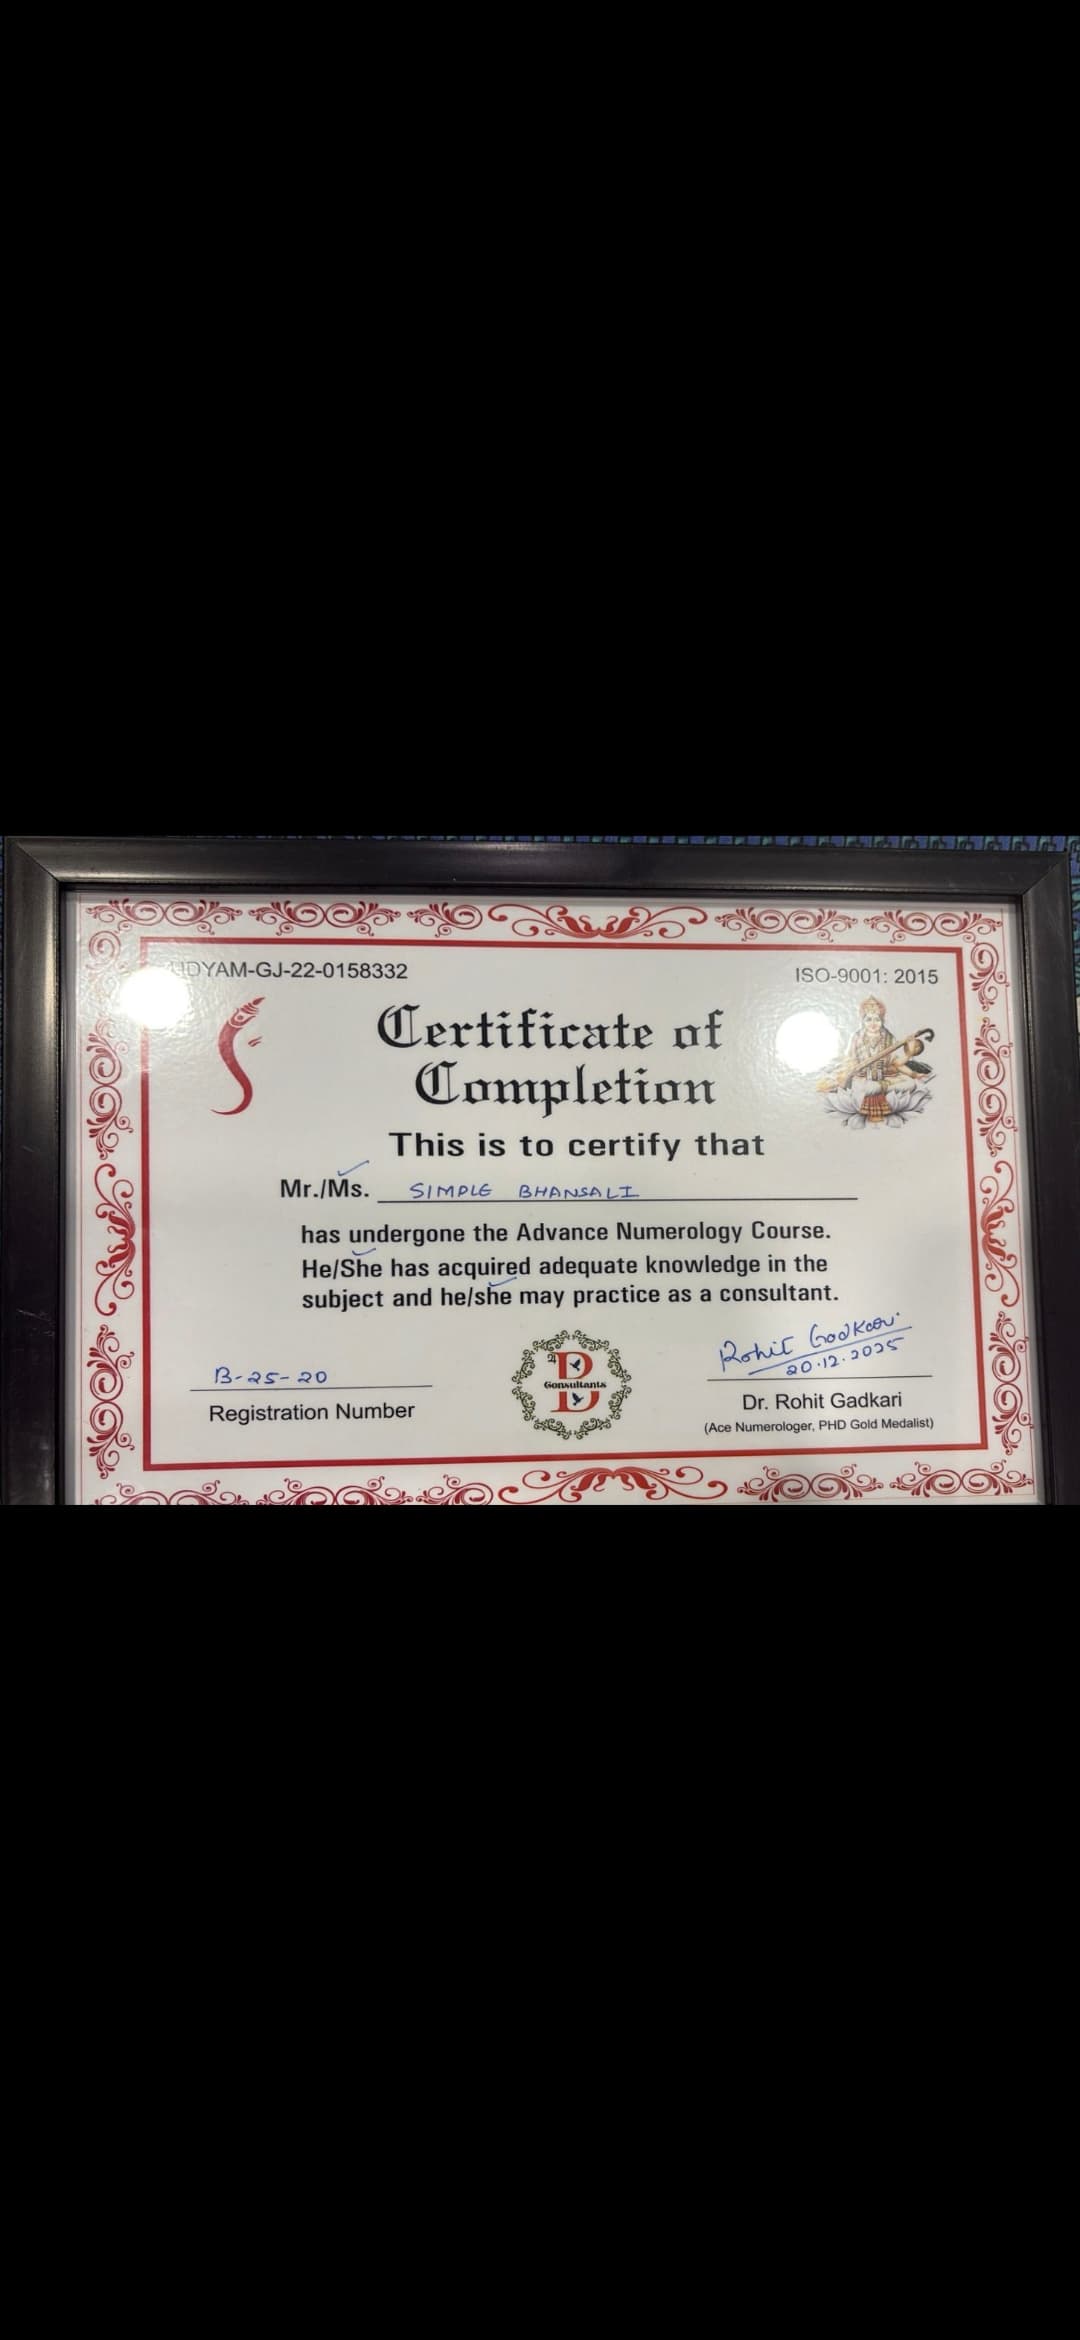 UDYAM-GJ-22-0158332
ISO-9001: 2015
Certificate of
Completion
This is to certify that
Mr./Ms. SIMPLE BHANSALI
has undergone the Advance Numerology Course.
He/She has acquired adequate knowledge in the
subject and he/she may practice as a consultant.
B-25-20
Registration Number
B
Consultants
D
Rohit Gadkari
20.12.2025
Dr. Rohit Gadkari
(Ace Numerologer, PHD Gold Medalist)